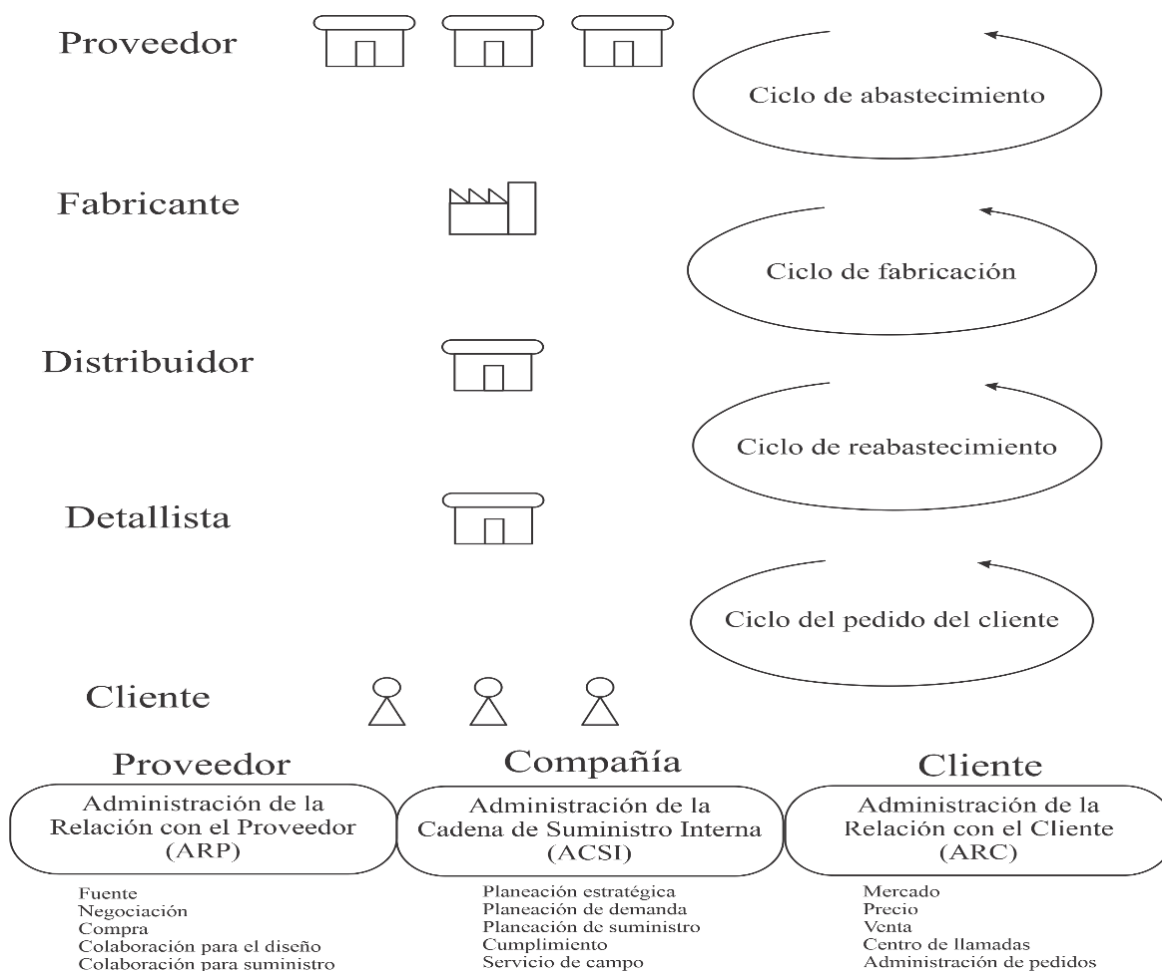 Proveedor
Ciclo de abastecimiento
Fabricante
Ciclo de fabricación
Distribuidor
Ciclo de reabastecimiento
Detallista
Ciclo del pedido del cliente
Cliente
Proveedor
Administración de la
Relación con el Proveedor
(ARP)
Fuente
Negociación
Compra
Colaboración para el diseño
Colaboración para suministro
Compañía
Administración de la
Cadena de Suministro Interna
(ACSI)
Planeación estratégica
Planeación de demanda
Planeación de suministro
Cumplimiento
Servicio de campo
Cliente
Administración de la
Relación con el Cliente
(ARC)
Mercado
Precio
Venta
Centro de llamadas
Administración de pedidos